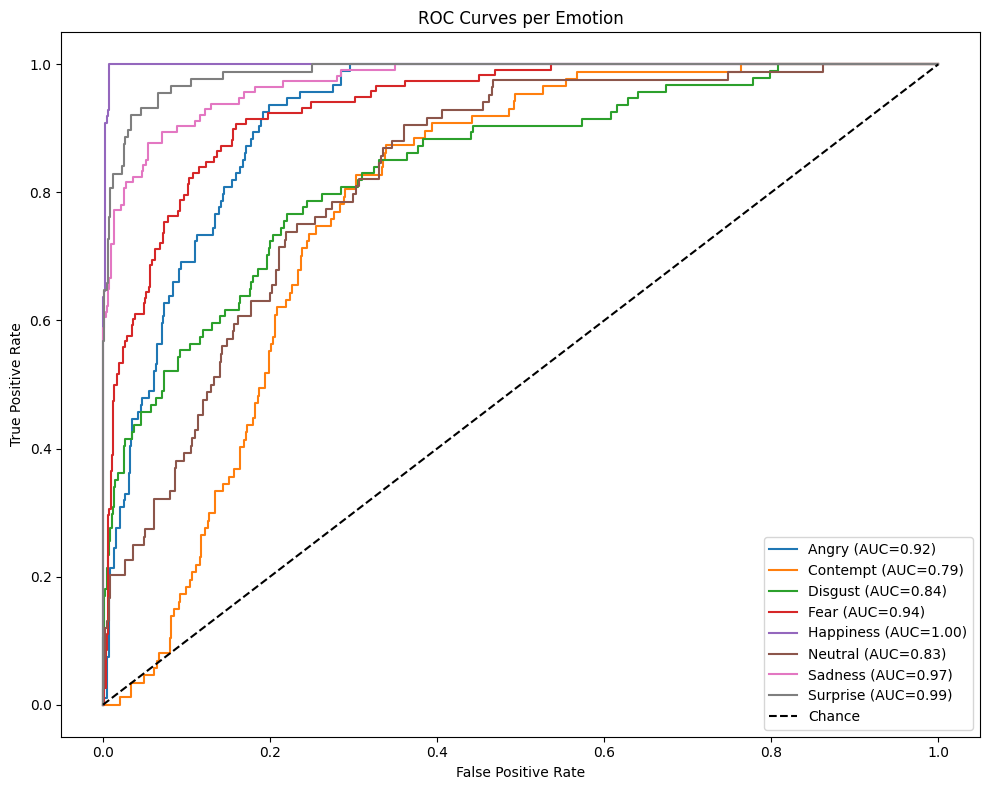 ROC Curves per Emotion
True Positive Rate
1.0
0.8
0.6
0.4
0.2
0.0
0.0 0.2 0.4 0.6 0.8 1.0
False Positive Rate
Angry (AUC=0.92)
Contempt (AUC=0.79)
Disgust (AUC=0.84)
Fear (AUC=0.94)
Happiness (AUC=1.00)
Neutral (AUC=0.83)
Sadness (AUC=0.97)
Surprise (AUC=0.99)
Chance